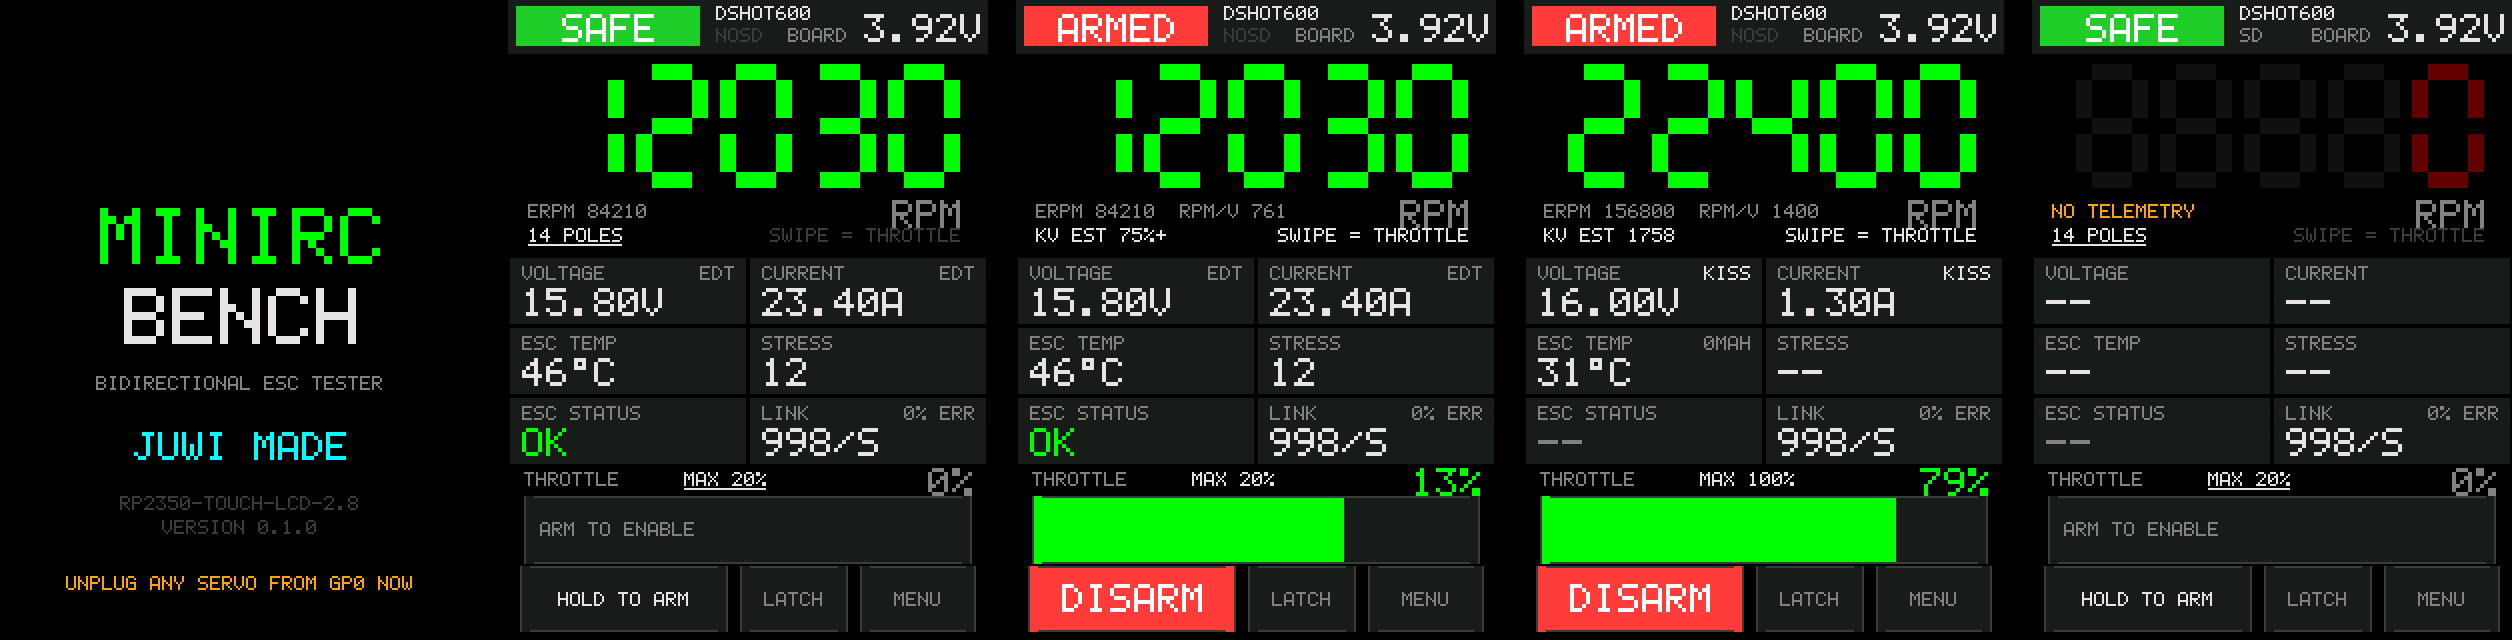 MINIRC
BENCH
BIDIRECTIONAL ESC TESTER
JUWI MADE
RP2350-TOUCH-LCD-2.8
VERSION 0.1.0
UNPLUG ANY SERVO FROM GP0 NOW
SAFE
DSHOT600
NOSD BOARD 3.92V
12030
ERPM 84210 RPM
14 POLES SWIPE = THROTTLE
VOLTAGE EDT CURRENT EDT
15.80V 23.40A
ESC TEMP STRESS
46°C 12
ESC STATUS LINK 0% ERR
OK 998/S
THROTTLE MAX 20% 0%
ARM TO ENABLE
HOLD TO ARM LATCH MENU
ARMED
DSHOT600
NOSD BOARD 3.92V
12030
ERPM 84210 RPM/V 761 RPM
KV EST 75%+ SWIPE = THROTTLE
VOLTAGE EDT CURRENT EDT
15.80V 23.40A
ESC TEMP STRESS
46°C 12
ESC STATUS LINK 0% ERR
OK 998/S
THROTTLE MAX 20% 13%
DISARM LATCH MENU
ARMED
DSHOT600
NOSD BOARD 3.92V
22400
ERPM 156800 RPM/V 1400 RPM
KV EST 1758 SWIPE = THROTTLE
VOLTAGE KISS CURRENT KISS
16.00V 1.30A
ESC TEMP 0MAH STRESS
31°C --
ESC STATUS LINK 0% ERR
-- 998/S
THROTTLE MAX 100% 79%
DISARM LATCH MENU
SAFE
DSHOT600
SD BOARD 3.92V
0
NO TELEMETRY RPM
14 POLES SWIPE = THROTTLE
VOLTAGE CURRENT
-- --
ESC TEMP STRESS
-- --
ESC STATUS LINK 0% ERR
-- 998/S
THROTTLE MAX 20% 0%
ARM TO ENABLE
HOLD TO ARM LATCH MENU